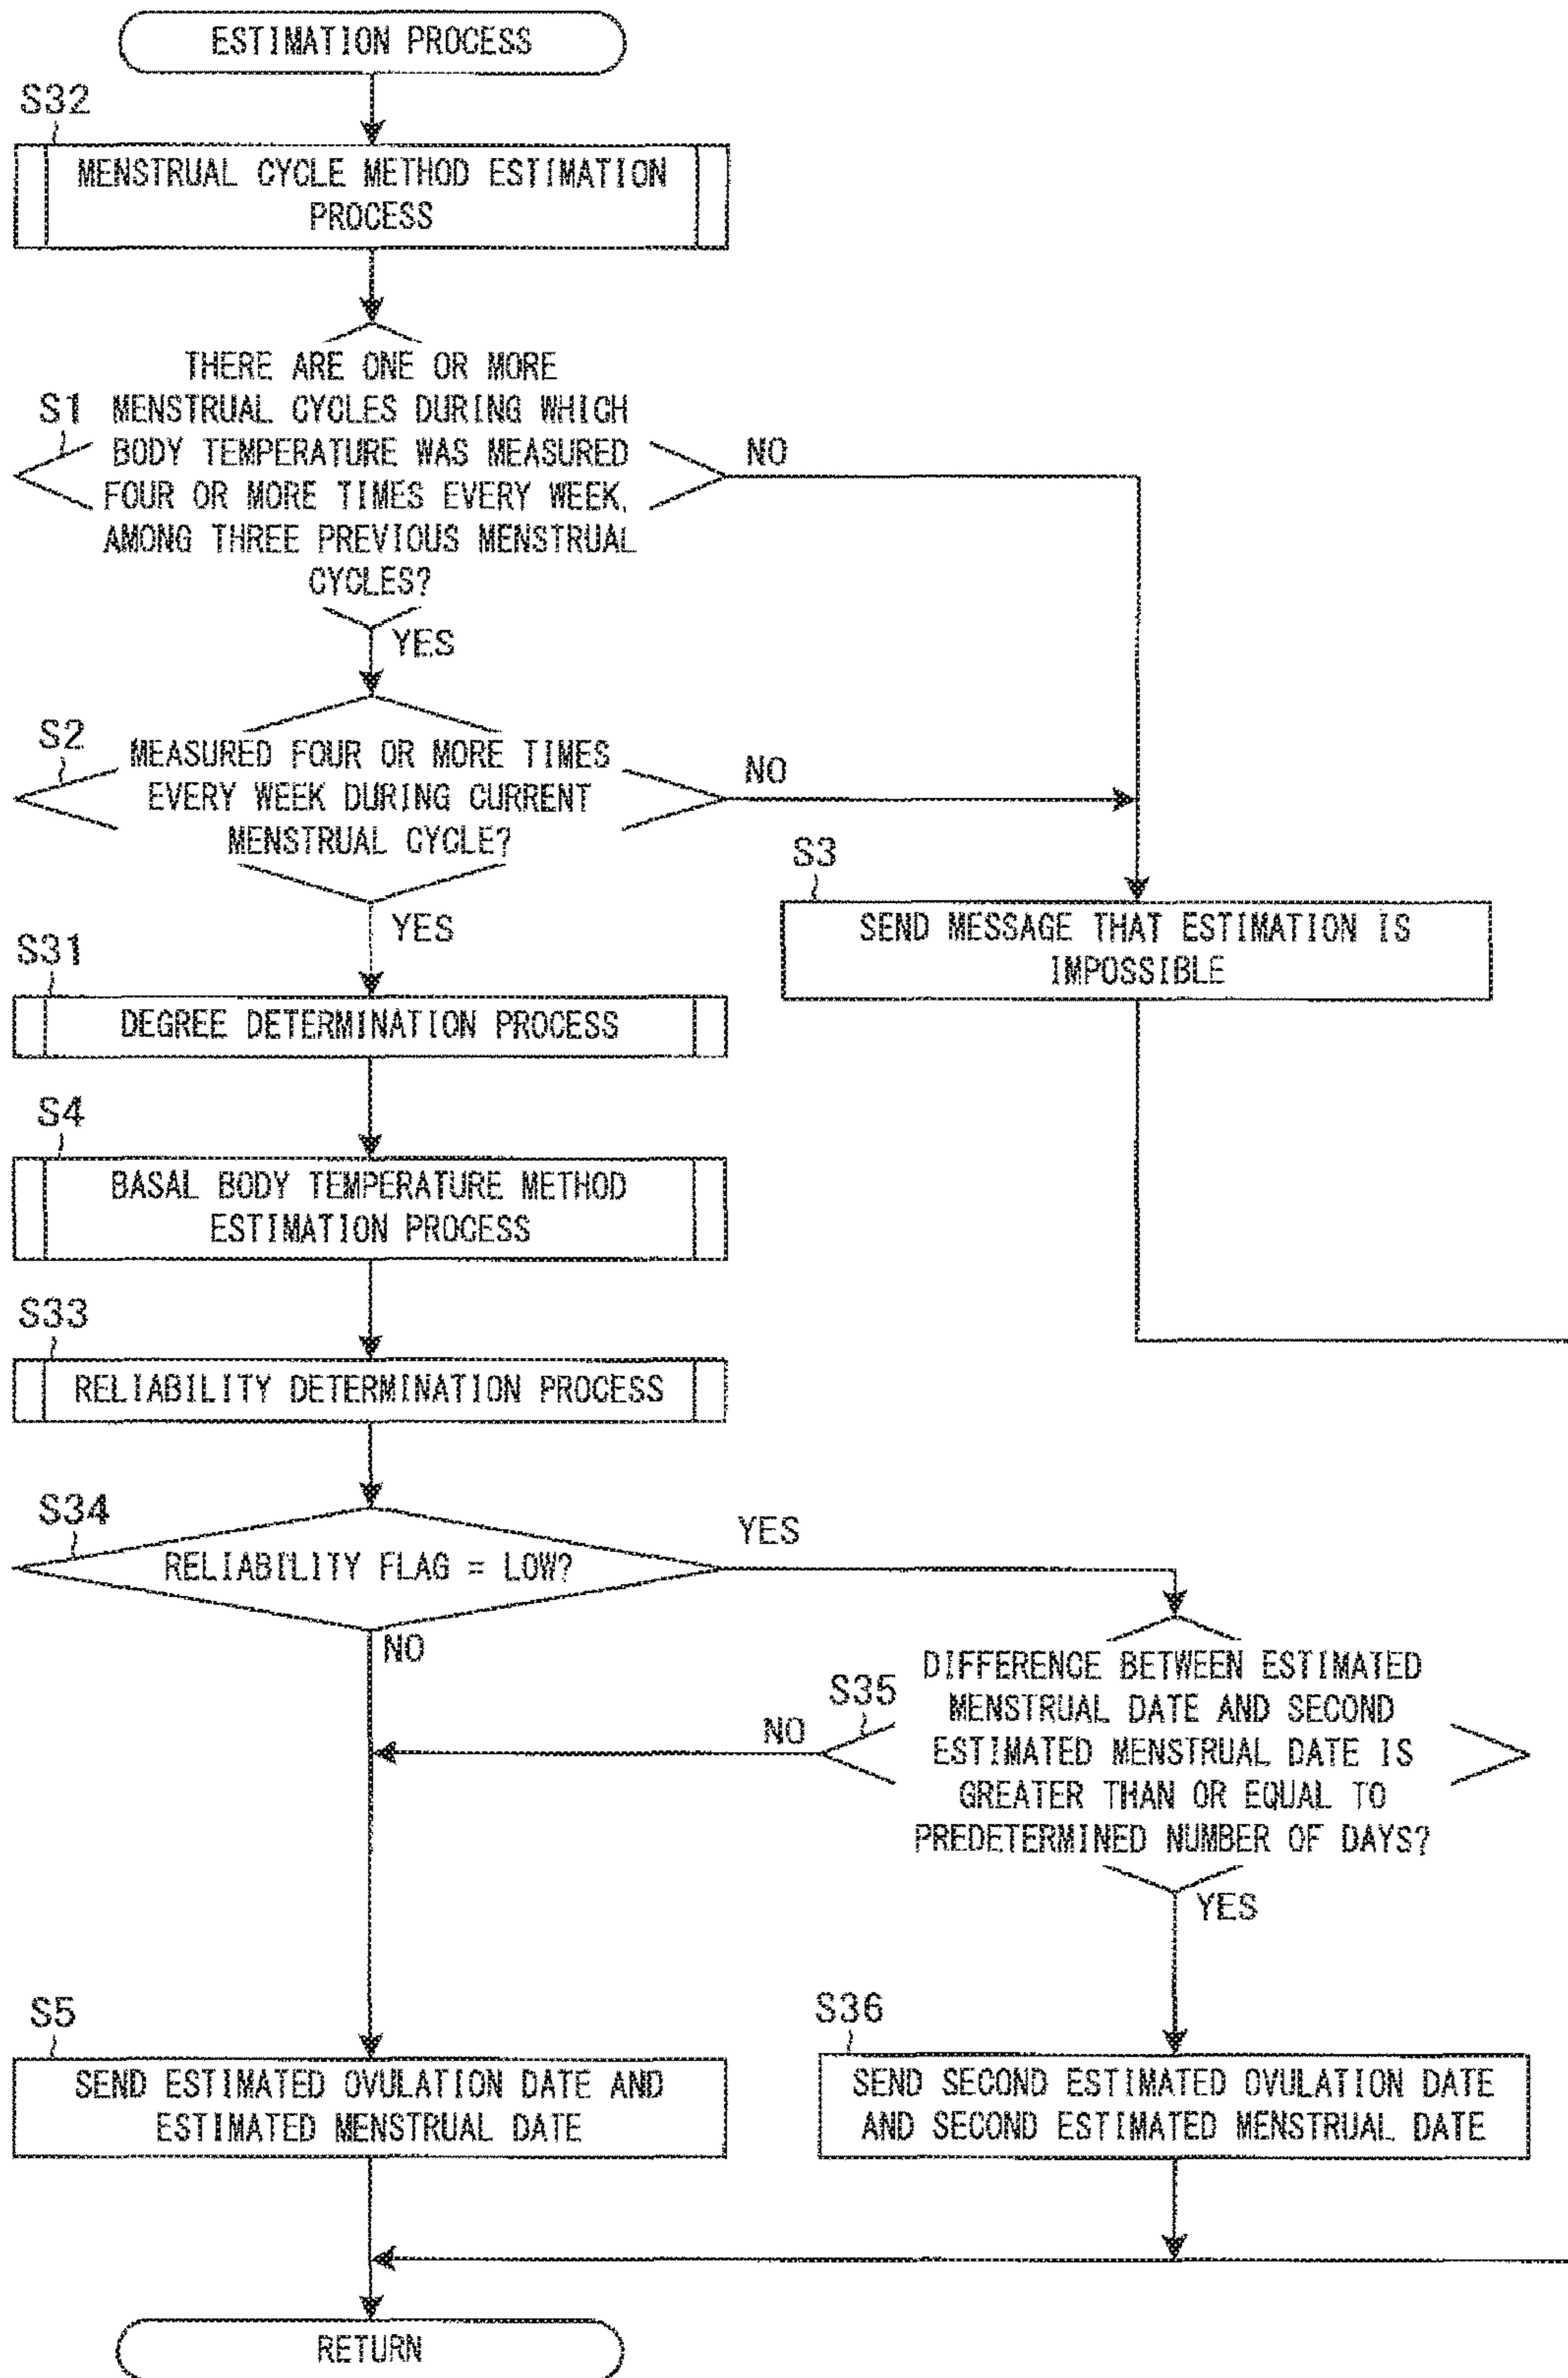 ESTIMATION PROCESS
S32
MENSTRUAL CYCLE METHOD ESTIMATION
PROCESS
S1
THERE ARE ONE OR MORE
MENSTRUAL CYCLES DURING WHICH
BODY TEMPERATURE WAS MEASURED
FOUR OR MORE TIMES EVERY WEEK,
AMONG THREE PREVIOUS MENSTRUAL
CYCLES?
NO
YES
S2
MEASURED FOUR OR MORE TIMES
EVERY WEEK DURING CURRENT
MENSTRUAL CYCLE?
NO
YES
S3
SEND MESSAGE THAT ESTIMATION IS
IMPOSSIBLE
S31
DEGREE DETERMINATION PROCESS
S4
BASAL BODY TEMPERATURE METHOD
ESTIMATION PROCESS
S33
RELIABILITY DETERMINATION PROCESS
S34
RELIABILITY FLAG = LOW?
YES
NO
S35
DIFFERENCE BETWEEN ESTIMATED
MENSTRUAL DATE AND SECOND
ESTIMATED MENSTRUAL DATE IS
GREATER THAN OR EQUAL TO
PREDETERMINED NUMBER OF DAYS?
NO
YES
S5
SEND ESTIMATED OVULATION DATE AND
ESTIMATED MENSTRUAL DATE
S36
SEND SECOND ESTIMATED OVULATION DATE
AND SECOND ESTIMATED MENSTRUAL DATE
RETURN